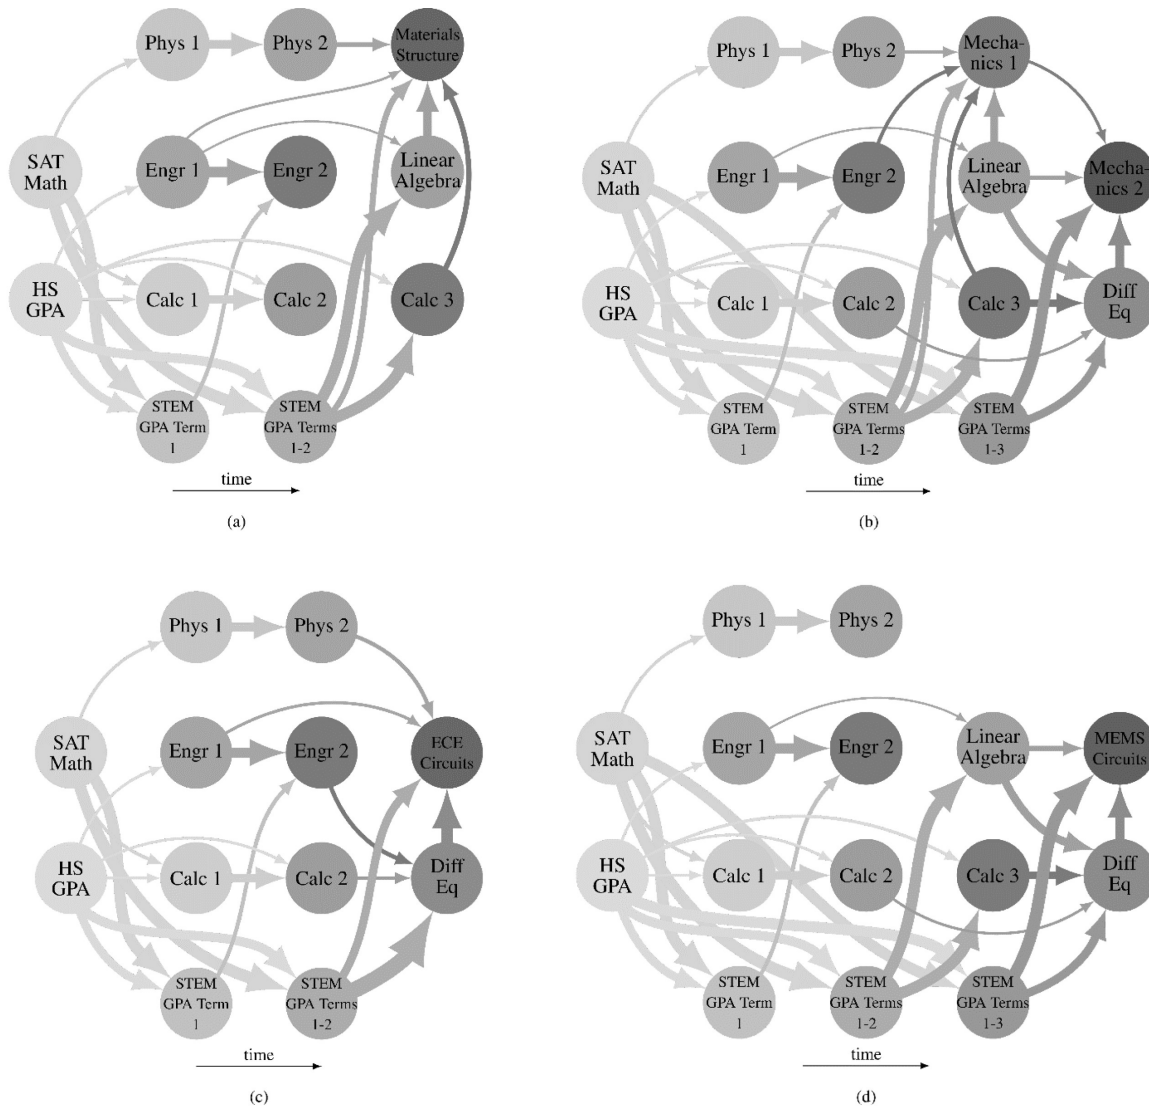 Phys 1
Phys 2
Materials
Structure
SAT
Math
Engr 1
Engr 2
Linear
Algebra
HS
GPA
Calc 1
Calc 2
Calc 3
STEM
GPA Term
1
STEM
GPA Terms
1-2
time
(a)
Phys 1
Phys 2
Mecha-
nics 1
SAT
Math
Engr 1
Engr 2
Linear
Algebra
Mecha-
nics 2
HS
GPA
Calc 1
Calc 2
Calc 3
Diff
Eq
STEM
GPA Term
1
STEM
GPA Terms
1-2
STEM
GPA Terms
1-3
time
(b)
Phys 1
Phys 2
SAT
Math
Engr 1
Engr 2
ECE
Circuits
HS
GPA
Calc 1
Calc 2
Diff
Eq
STEM
GPA Term
1
STEM
GPA Terms
1-2
time
(c)
Phys 1
Phys 2
SAT
Math
Engr 1
Engr 2
Linear
Algebra
MEMS
Circuits
HS
GPA
Calc 1
Calc 2
Calc 3
Diff
Eq
STEM
GPA Term
1
STEM
GPA Terms
1-2
STEM
GPA Terms
1-3
time
(d)